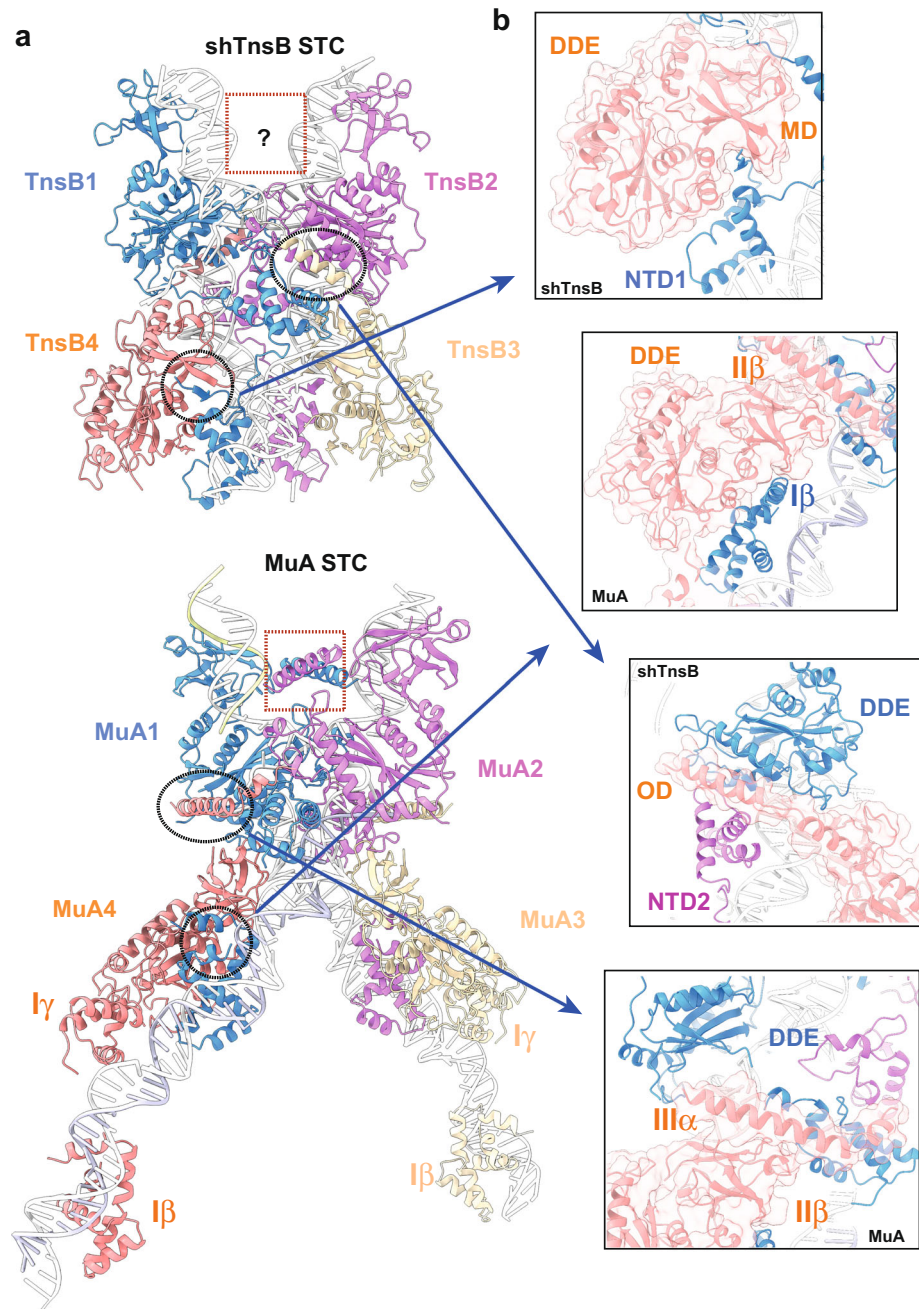 a
shTnsB STC
?
TnsB1
TnsB2
TnsB4
TnsB3
MuA STC
MuA1
MuA2
MuA4
MuA3
Iγ
Iγ
Iβ
Iβ
b
DDE
MD
NTD1
shTnsB
DDE
IIβ
Iβ
MuA
shTnsB
DDE
OD
NTD2
DDE
IIIα
IIβ
MuA